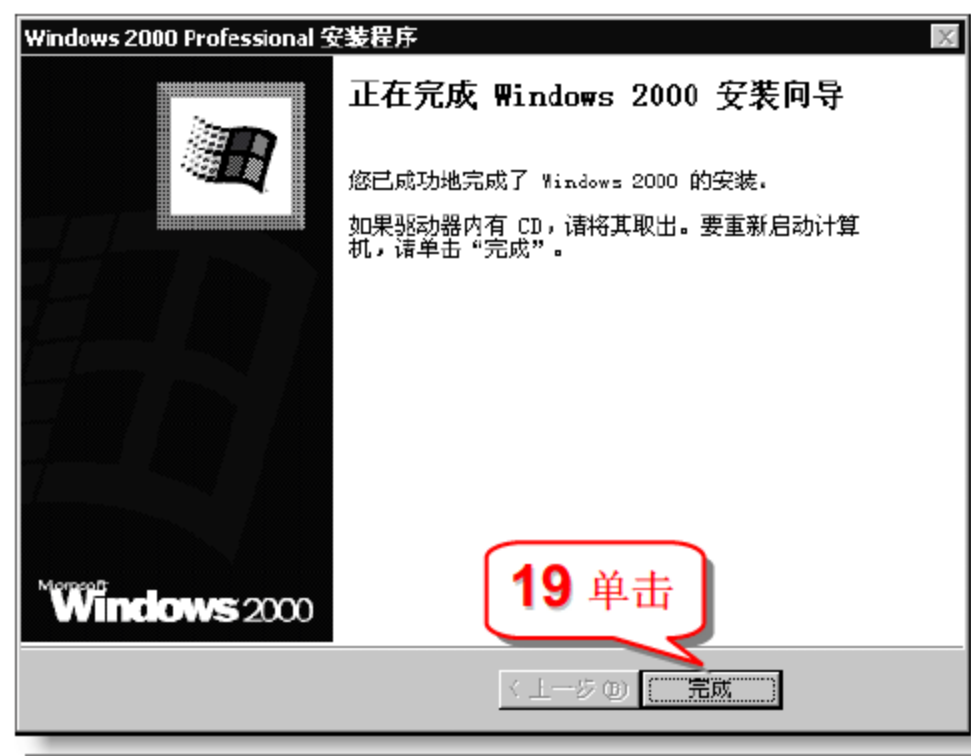 Windows 2000 Professional 安装程序
正在完成 Windows 2000 安装向导
您已成功地完成了 Windows 2000 的安装。
如果驱动器内有 CD，请将其取出。要重新启动计算
机，请单击“完成”。
Microsoft
Windows 2000
19 单击
< 上一步(B)
完成